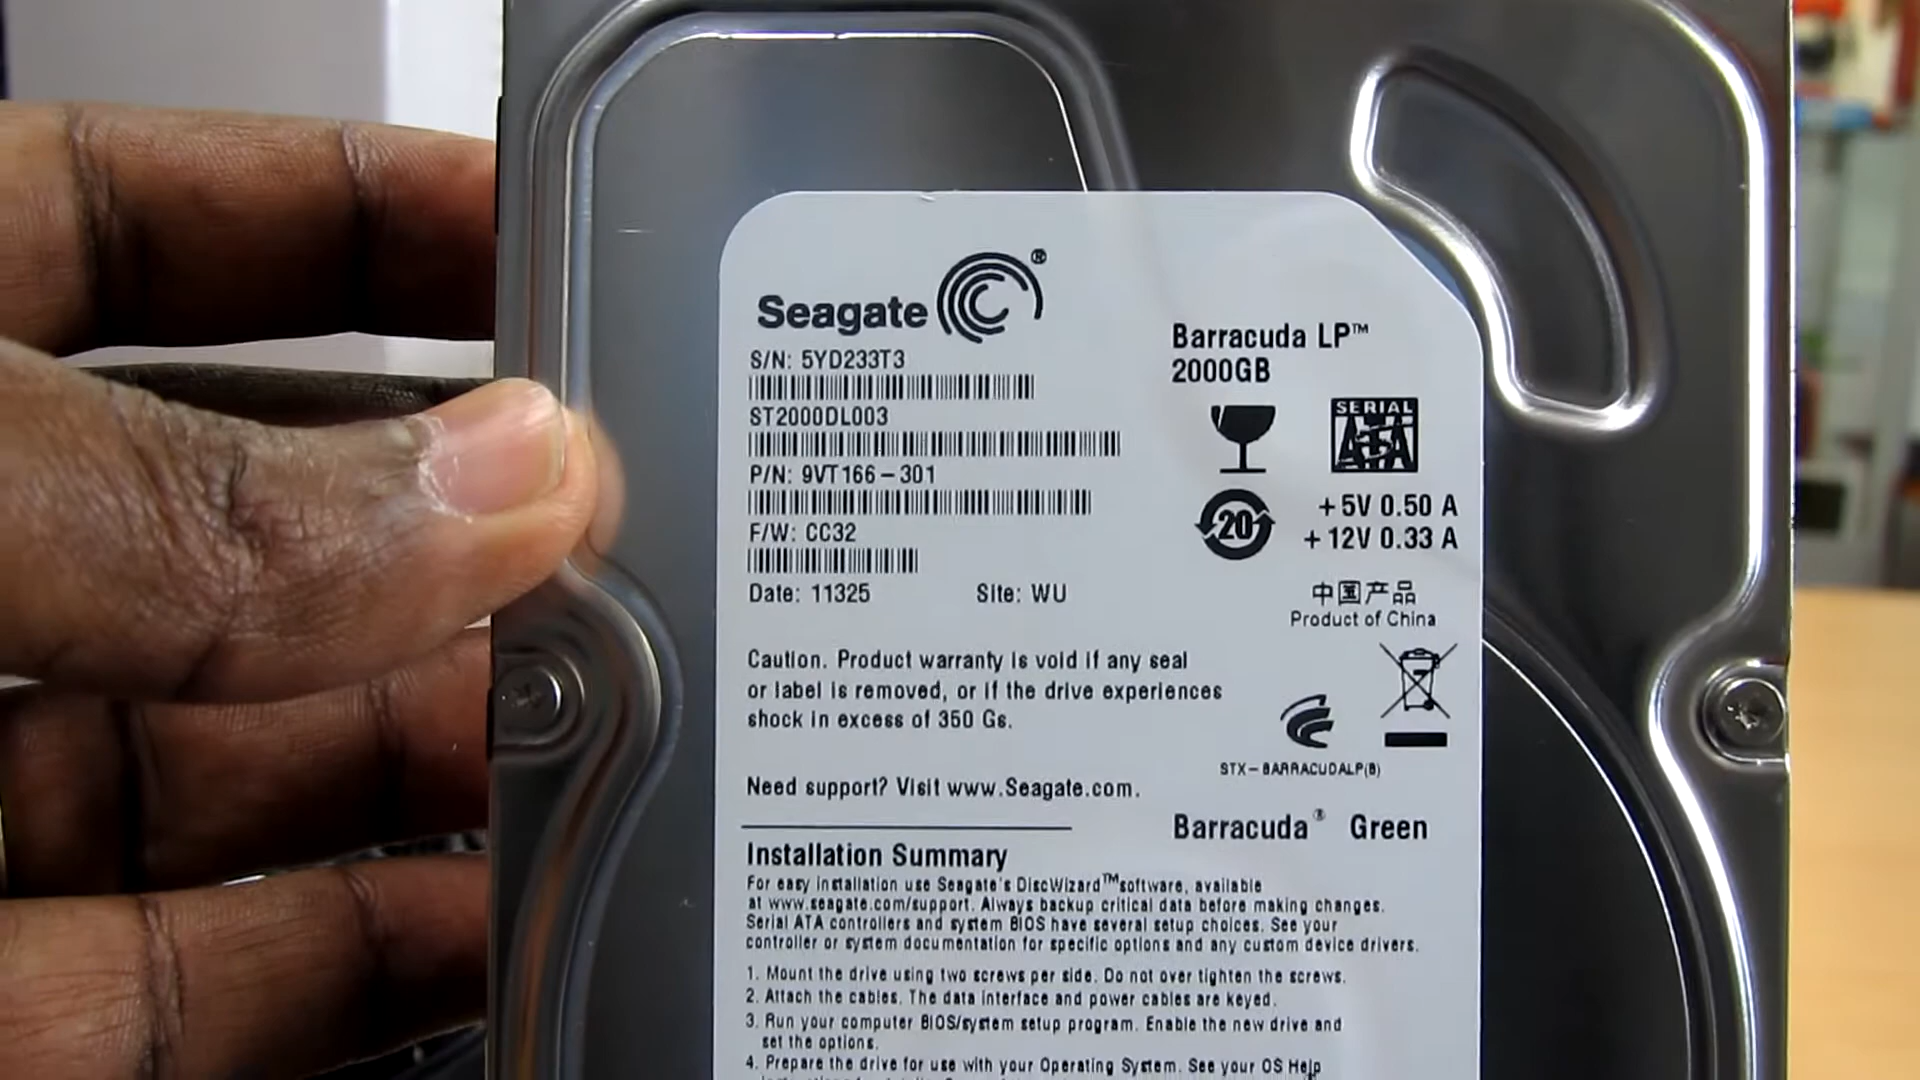 Seagate®
S/N: 5YD233T3
ST2000DL003
P/N: 9VT166-301
F/W: CC32
Date: 11325 Site: WU
Barracuda LP™
2000GB
SERIAL
ATA
20
+5V 0.50 A
+12V 0.33 A
中国产品
Product of China
Caution. Product warranty is void if any seal
or label is removed, or if the drive experiences
shock in excess of 350 Gs.
STX-BARRACUDALP(B)
Need support? Visit www.Seagate.com.
Barracuda® Green
Installation Summary
For easy installation use Seagate's DiscWizard™software, available
at www.seagate.com/support. Always backup critical data before making changes.
Serial ATA controllers and system BIOS have several setup choices. See your
controller or system documentation for specific options and any custom device drivers.
1. Mount the drive using two screws per side. Do not over tighten the screws.
2. Attach the cables. The data interface and power cables are keyed.
3. Run your computer BIOS/system setup program. Enable the new drive and
set the options.
4. Prepare the drive for use with your Operating System. See your OS Help